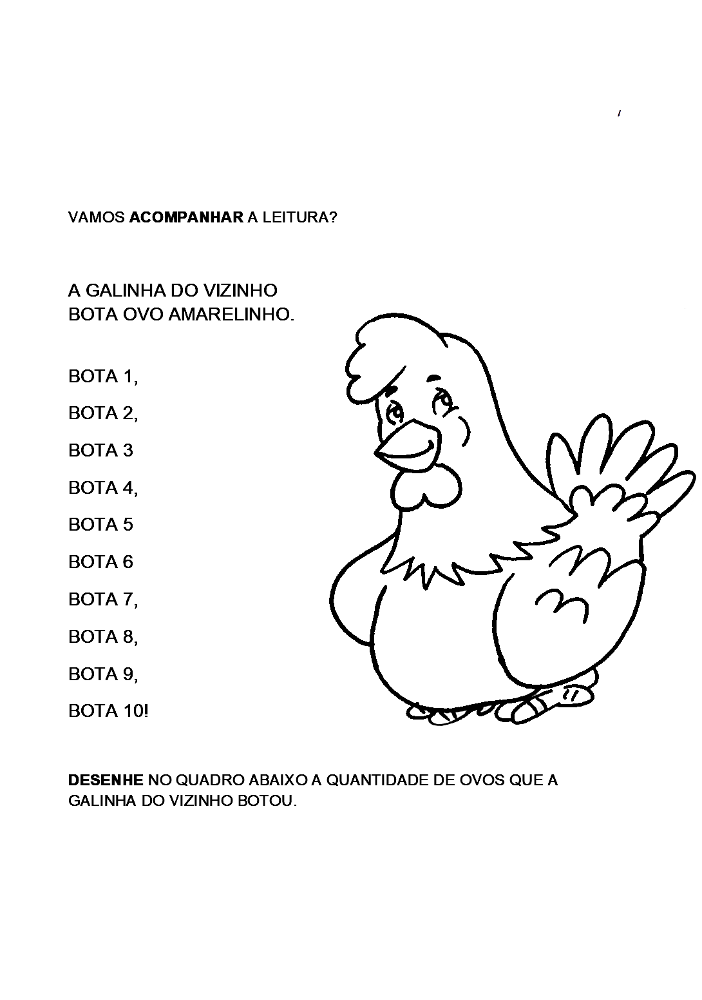 VAMOS ACOMPANHAR A LEITURA?
A GALINHA DO VIZINHO
BOTA OVO AMARELINHO.
BOTA 1,
BOTA 2,
BOTA 3
BOTA 4,
BOTA 5
BOTA 6
BOTA 7,
BOTA 8,
BOTA 9,
BOTA 10!
DESENHE NO QUADRO ABAIXO A QUANTIDADE DE OVOS QUE A
GALINHA DO VIZINHO BOTOU.